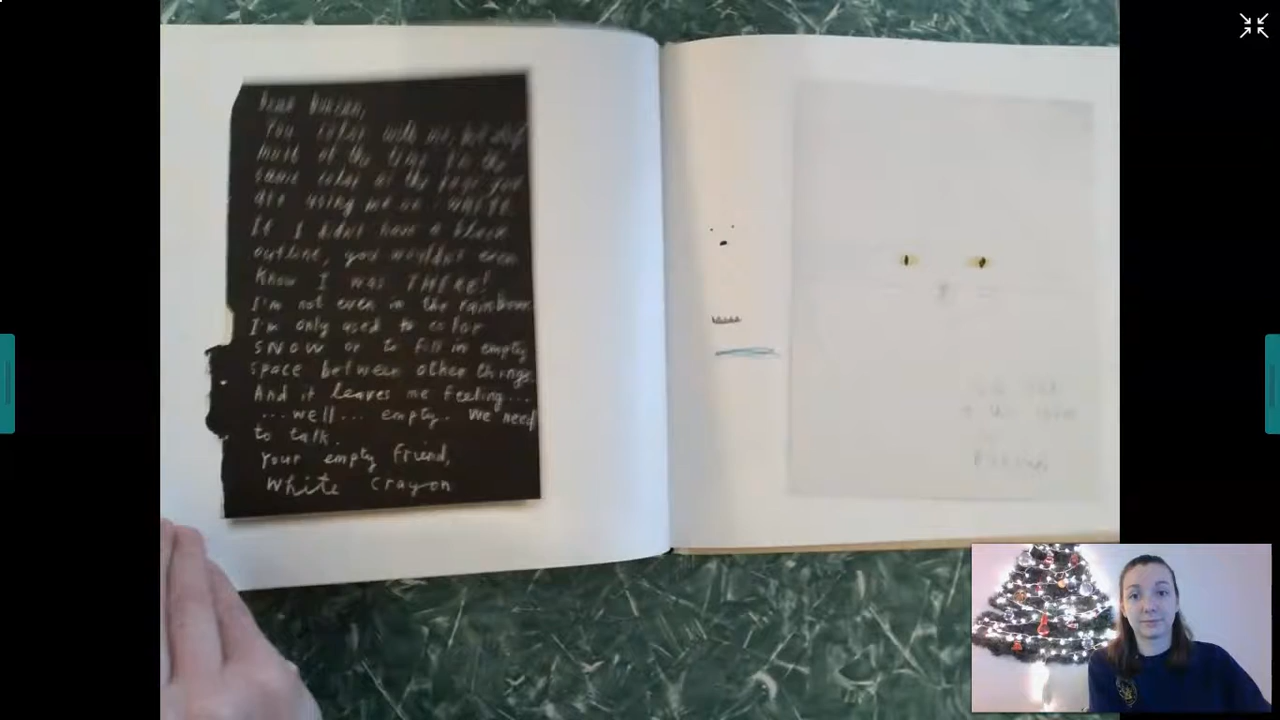 Dear Duncan,
You color with me, but
most of the time I'm the
same color as the page you
are using me on - WHITE
If I didn't have a black
outline, you wouldn't even
know I was THERE!
I'm not even in the rainbow.
I'm only used to color
SNOW or to fill in empty
space between other things.
And it leaves me feeling...
...well... empty. We need
to talk.
Your empty friend,
White Crayon